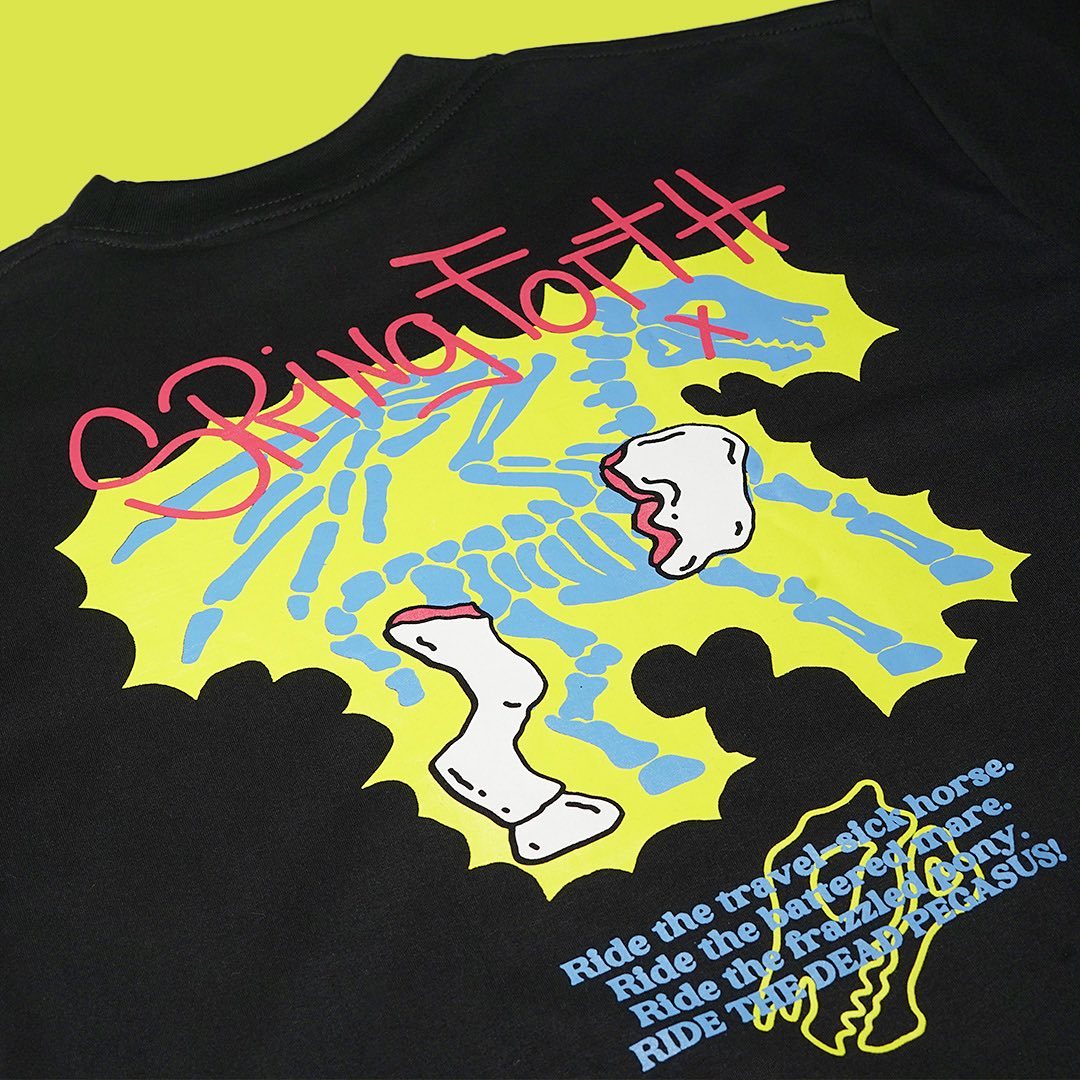 SPRiNg FoRTH
x
Ride the travel-sick horse.
Ride the battered mare.
Ride the frazzled pony.
RIDE THE DEAD PEGASUS!